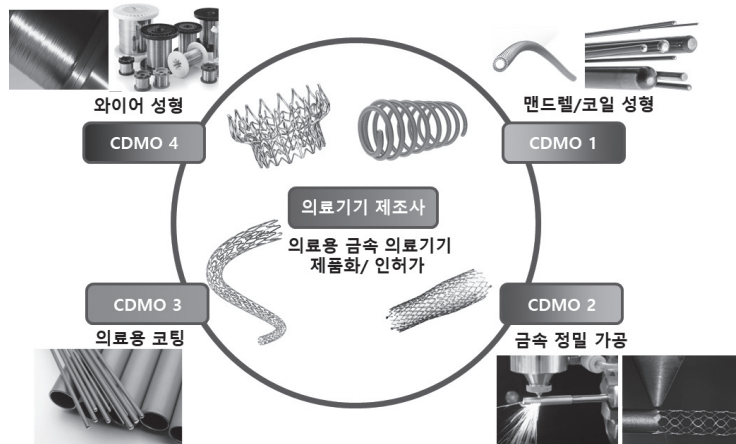 와이어 성형
맨드렐/코일 성형
CDMO 4
CDMO 1
의료기기 제조사
의료용 금속 의료기기
제품화/ 인허가
CDMO 3
CDMO 2
의료용 코팅
금속 정밀 가공